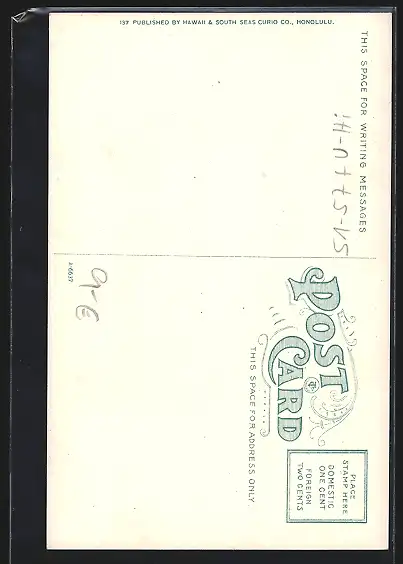 137 PUBLISHED BY HAWAII & SOUTH SEAS CURIO CO., HONOLULU.
THIS SPACE FOR WRITING MESSAGES
POST
CARD
THIS SPACE FOR ADDRESS ONLY.
PLACE
STAMP HERE
DOMESTIC
ONE CENT
FOREIGN
TWO CENTS